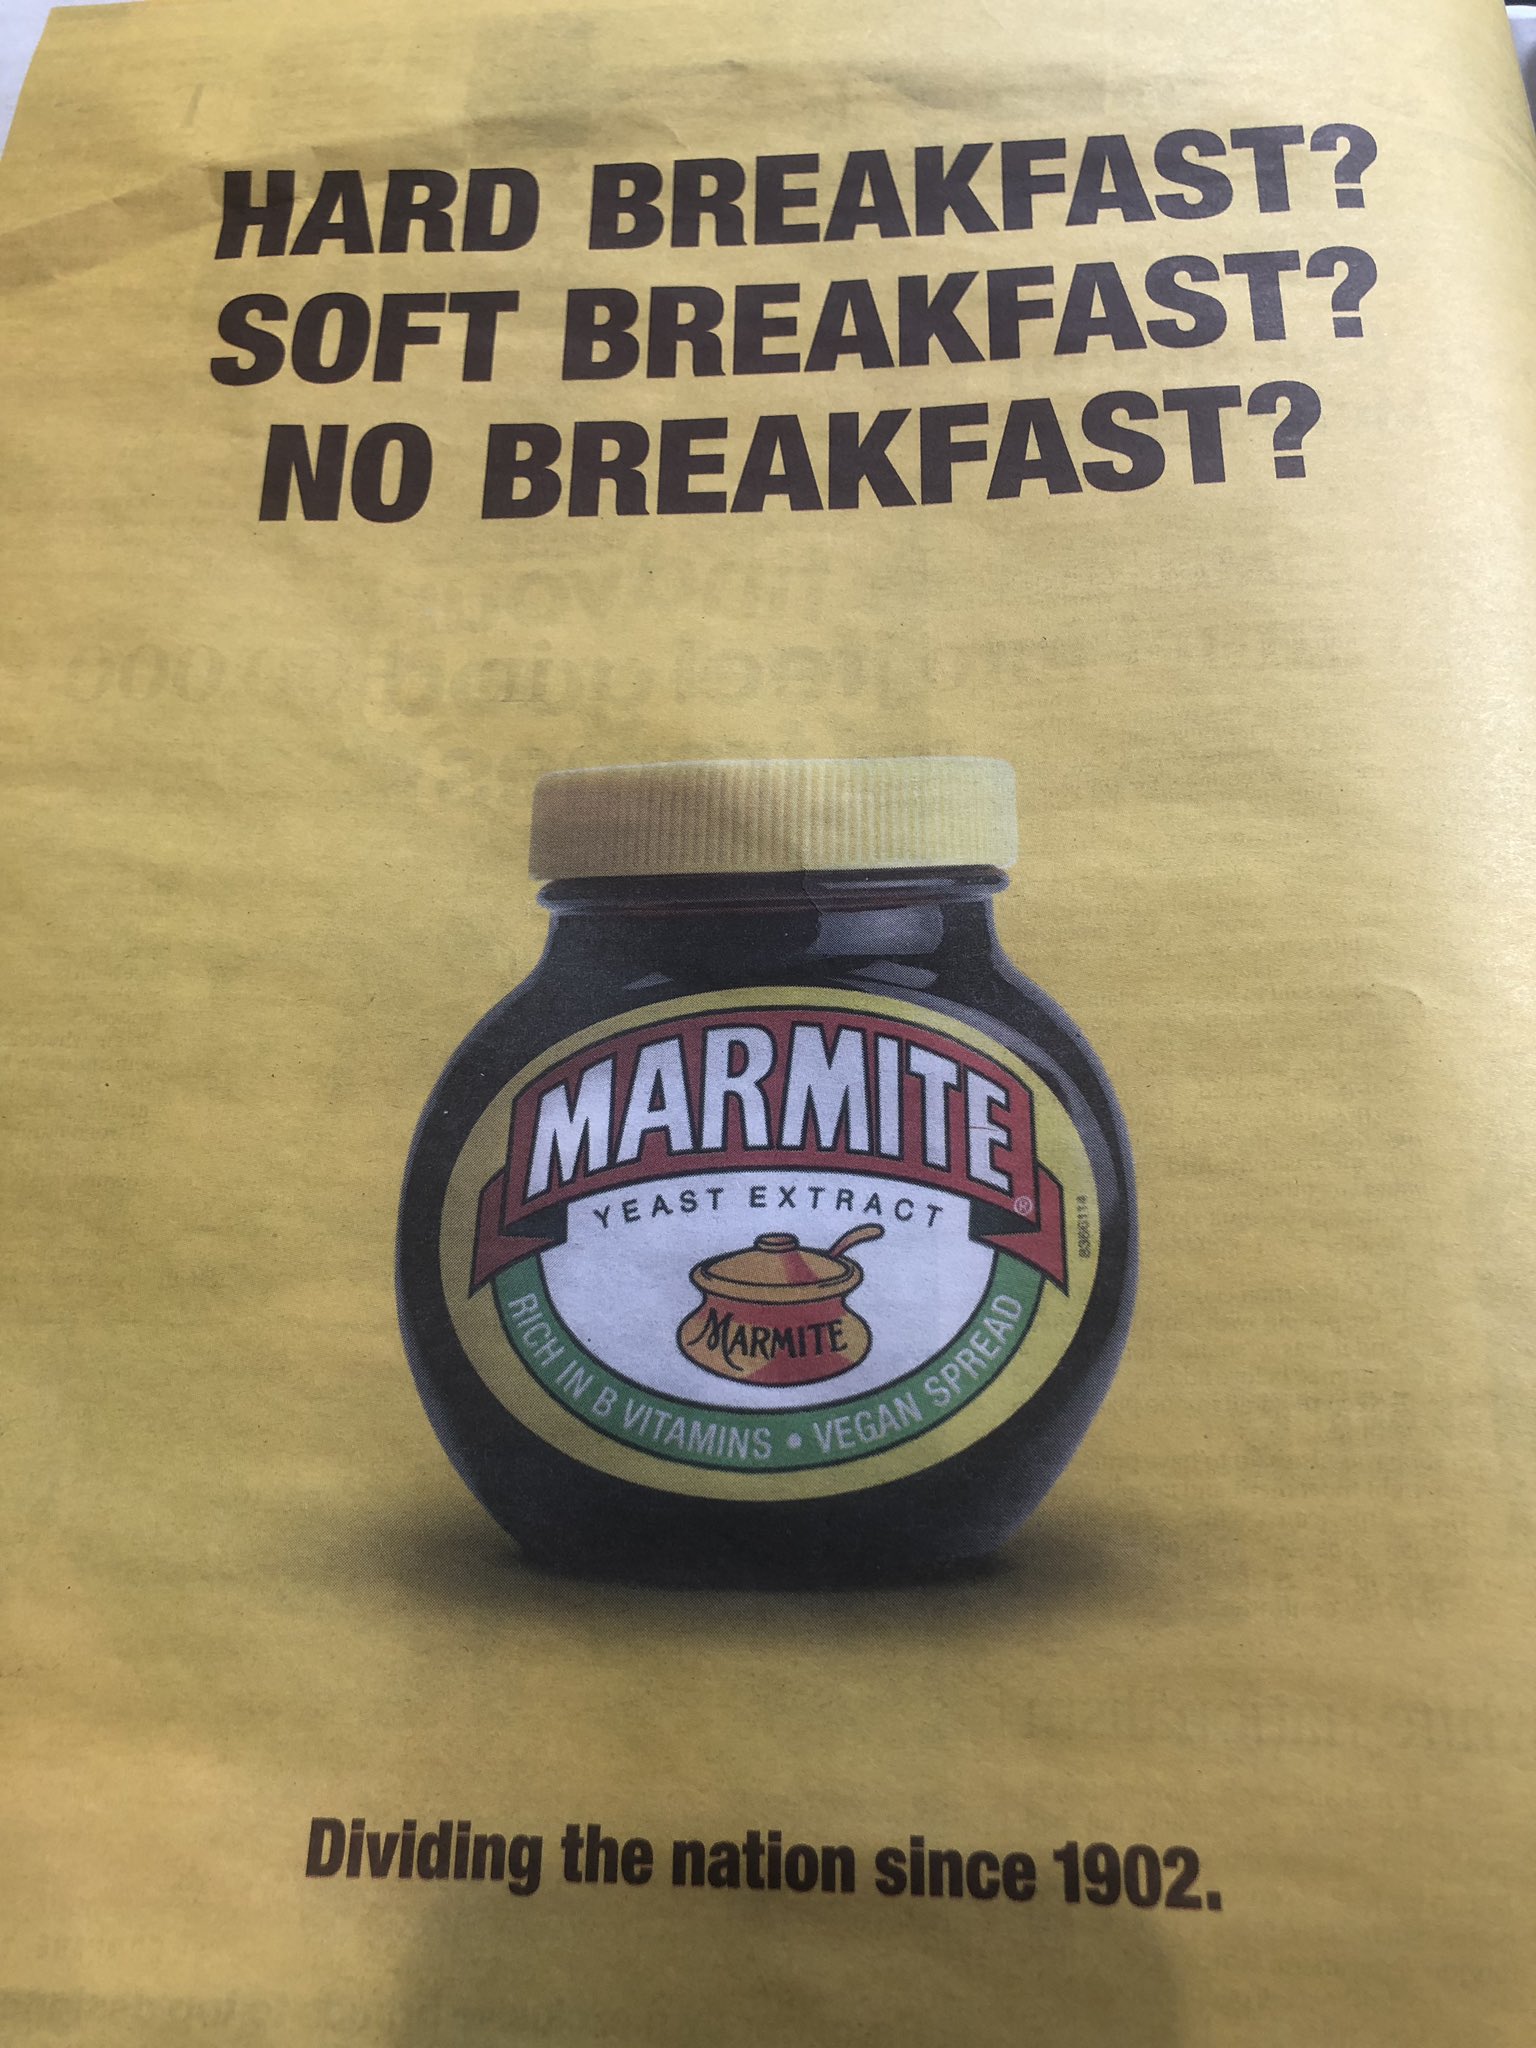 HARD BREAKFAST?
SOFT BREAKFAST?
NO BREAKFAST?
MARMITE
®
YEAST EXTRACT
MARMITE
RICH IN B VITAMINS • VEGAN SPREAD
8366114
Dividing the nation since 1902.